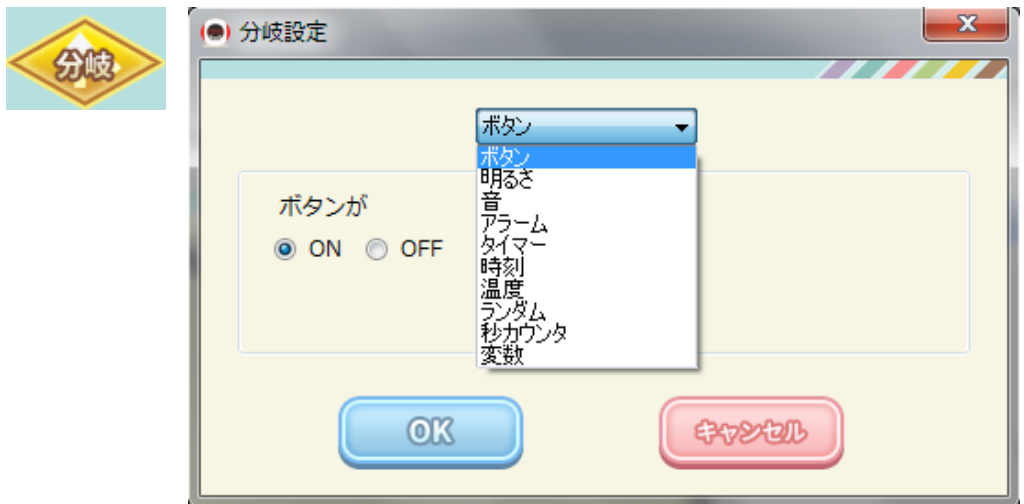 分岐
分岐設定
ボタン
ボタン
明るさ
音
アラーム
タイマー
時刻
温度
ランダム
秒カウンタ
変数
ボタンが
ON OFF
OK
キャンセル